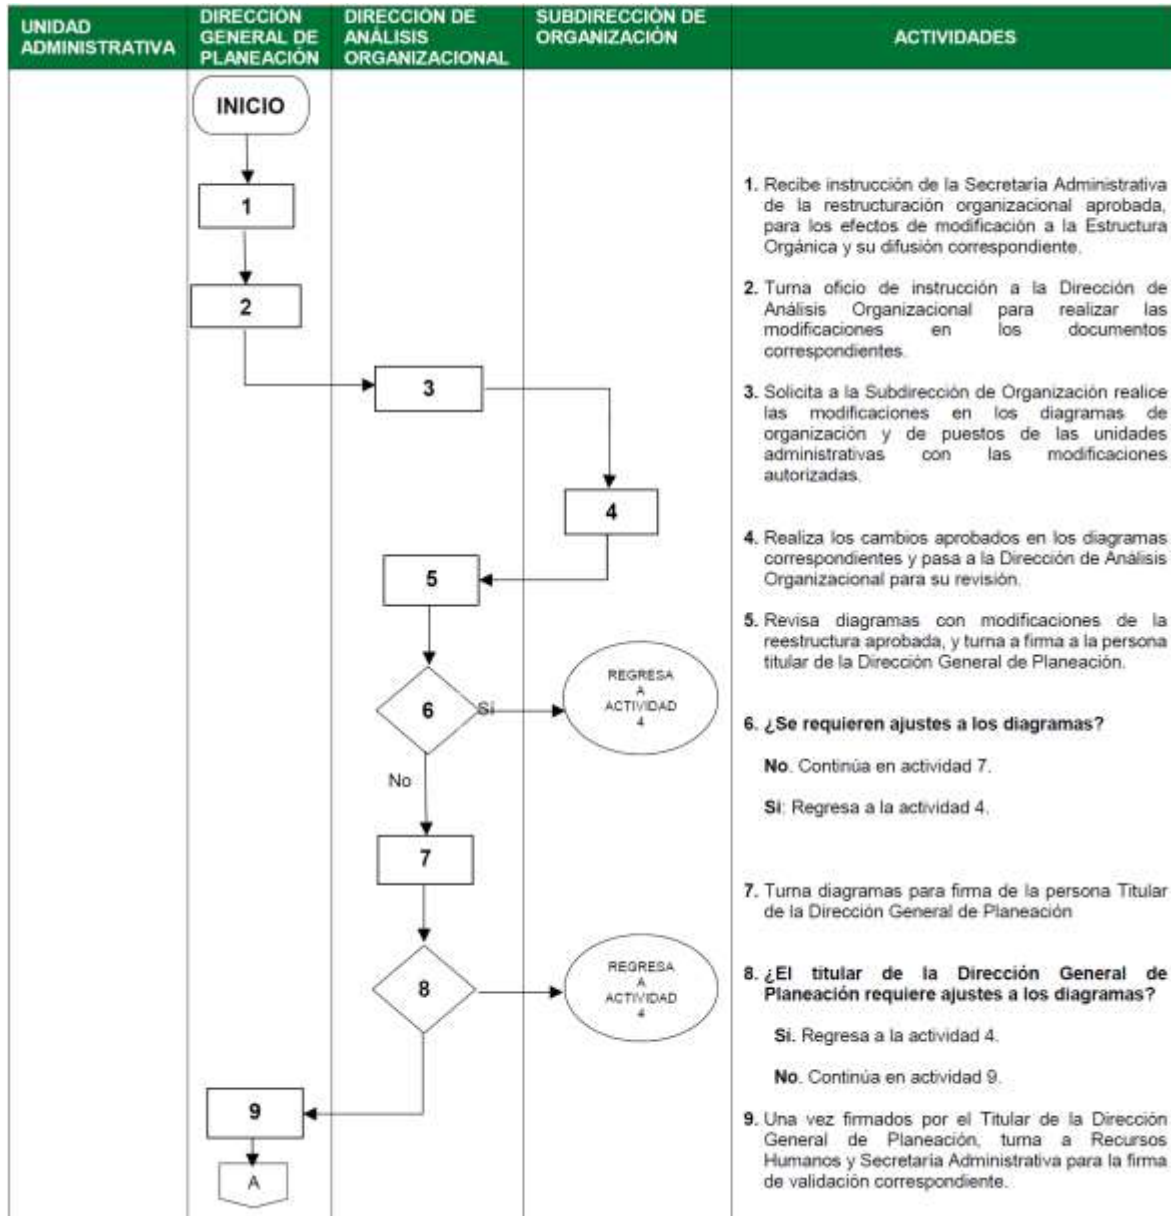 UNIDAD
ADMINISTRATIVA
DIRECCIÓN
GENERAL DE
PLANEACIÓN
DIRECCIÓN DE
ANÁLISIS
ORGANIZACIONAL
SUBDIRECCIÓN DE
ORGANIZACIÓN
ACTIVIDADES
INICIO
1
2
3
4
5
6
Si
REGRESA
A
ACTIVIDAD
4
No
7
8
REGRESA
A
ACTIVIDAD
4
9
A
1. Recibe instrucción de la Secretaría Administrativa
de la restructuración organizacional aprobada,
para los efectos de modificación a la Estructura
Orgánica y su difusión correspondiente.
2. Turna oficio de instrucción a la Dirección de
Análisis Organizacional para realizar las
modificaciones en los documentos
correspondientes.
3. Solicita a la Subdirección de Organización realice
las modificaciones en los diagramas de
organización y de puestos de las unidades
administrativas con las modificaciones
autorizadas.
4. Realiza los cambios aprobados en los diagramas
correspondientes y pasa a la Dirección de Análisis
Organizacional para su revisión.
5. Revisa diagramas con modificaciones de la
reestructura aprobada, y turna a firma a la persona
titular de la Dirección General de Planeación.
6. ¿Se requieren ajustes a los diagramas?
No. Continúa en actividad 7.
Si: Regresa a la actividad 4.
7. Turna diagramas para firma de la persona Titular
de la Dirección General de Planeación
8. ¿El titular de la Dirección General de
Planeación requiere ajustes a los diagramas?
Si. Regresa a la actividad 4.
No. Continúa en actividad 9.
9. Una vez firmados por el Titular de la Dirección
General de Planeación, turna a Recursos
Humanos y Secretaría Administrativa para la firma
de validación correspondiente.